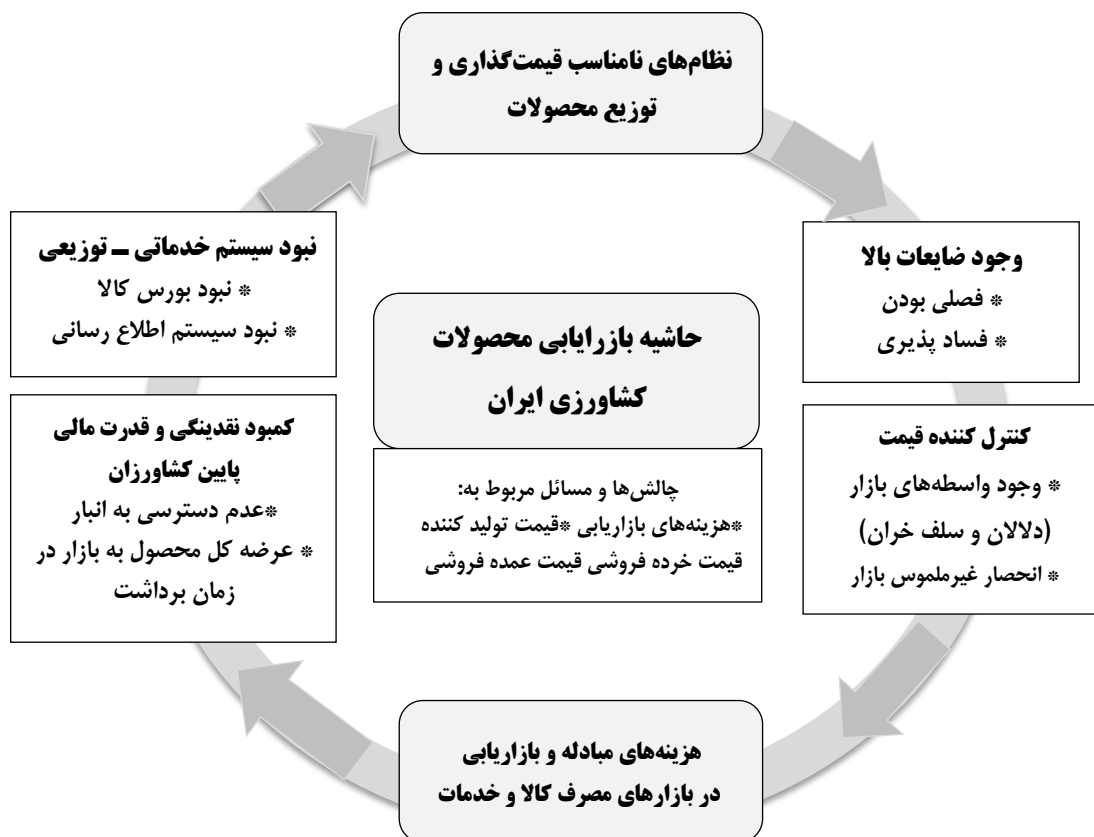 نظام‌های نامناسب قیمت‌گذاری و
توزیع محصولات
وجود ضایعات بالا
* فصلی بودن
* فساد پذیری
کنترل کننده قیمت
* وجود واسطه‌های بازار
(دلالان و سلف خران)
* انحصار غیرملموس بازار
هزینه‌های مبادله و بازاریابی
در بازارهای مصرف کالا و خدمات
کمبود نقدینگی و قدرت مالی
پایین کشاورزان
*عدم دسترسی به انبار
* عرضه کل محصول به بازار در
زمان برداشت
نبود سیستم خدماتی ــ توزیعی
* نبود بورس کالا
* نبود سیستم اطلاع رسانی
حاشیه بازرایابی محصولات
کشاورزی ایران
چالش‌ها و مسائل مربوط به:
*هزینه‌های بازاریابی *قیمت تولید کننده
قیمت خرده فروشی قیمت عمده فروشی